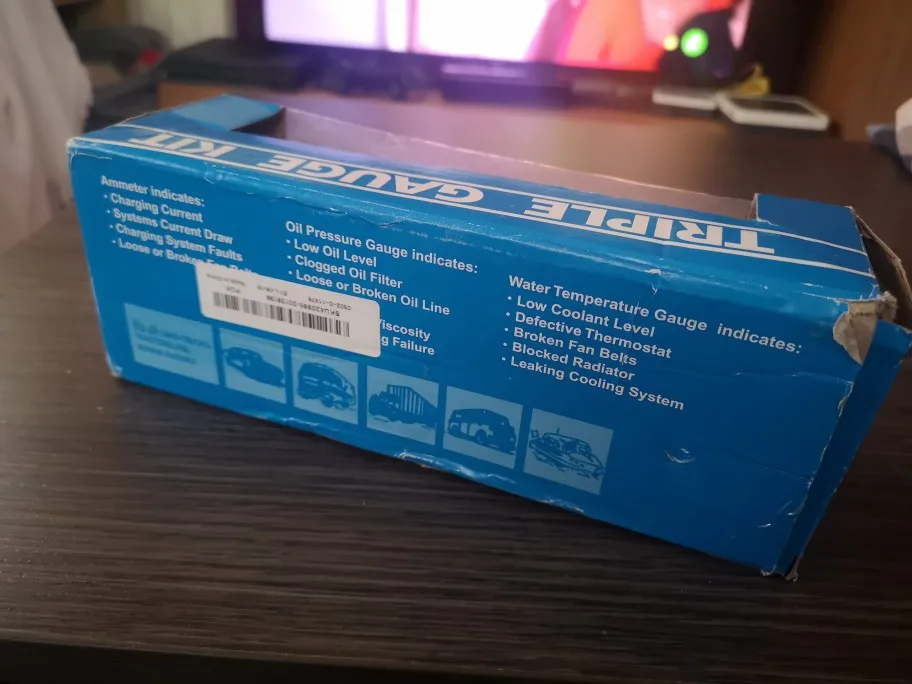 TRIPLE GAUGE KIT
Ammeter indicates:
• Charging Current
• Systems Current Draw
• Charging System Faults
• Loose or Broken Fan Belts
Oil Pressure Gauge indicates:
• Low Oil Level
• Clogged Oil Filter
• Loose or Broken Oil Line
Viscosity
Failure
Water Temperature Gauge indicates:
• Low Coolant Level
• Defective Thermostat
• Broken Fan Belts
• Blocked Radiator
• Leaking Cooling System